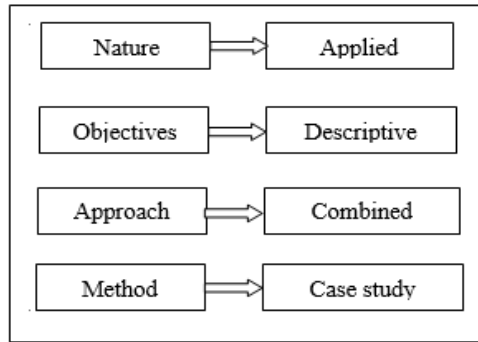 Nature Applied
Objectives Descriptive
Approach Combined
Method Case study